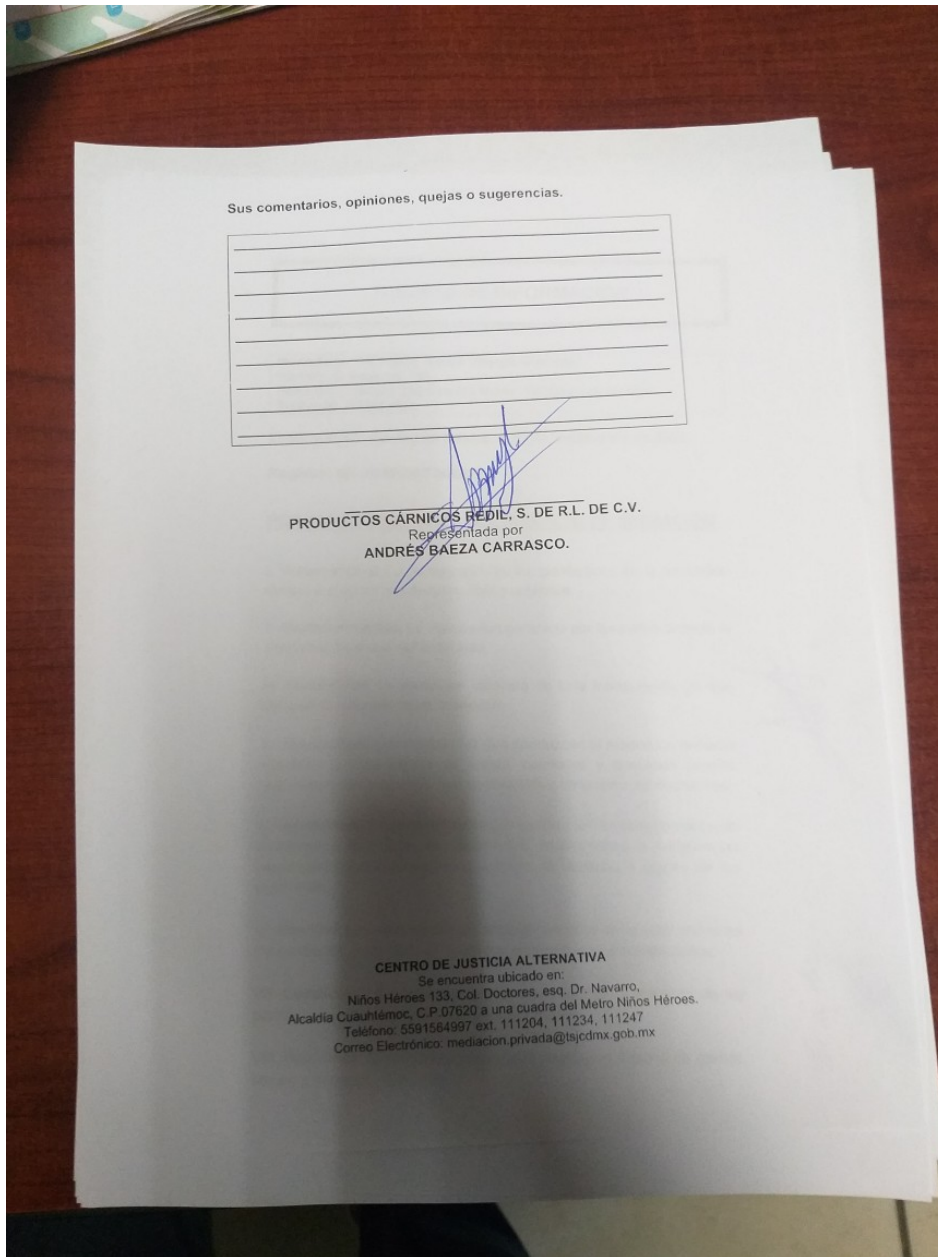 Sus comentarios, opiniones, quejas o sugerencias.
PRODUCTOS CÁRNICOS REDIL, S. DE R.L. DE C.V.
Representada por
ANDRÉS BAEZA CARRASCO.
CENTRO DE JUSTICIA ALTERNATIVA
Se encuentra ubicado en:
Niños Héroes 133, Col. Doctores, esq. Dr. Navarro,
Alcaldía Cuauhtémoc, C.P 07620 a una cuadra del Metro Niños Héroes.
Teléfono: 5591564997 ext. 111204, 111234, 111247
Correo Electrónico: mediacion.privada@tsjcdmx.gob.mx